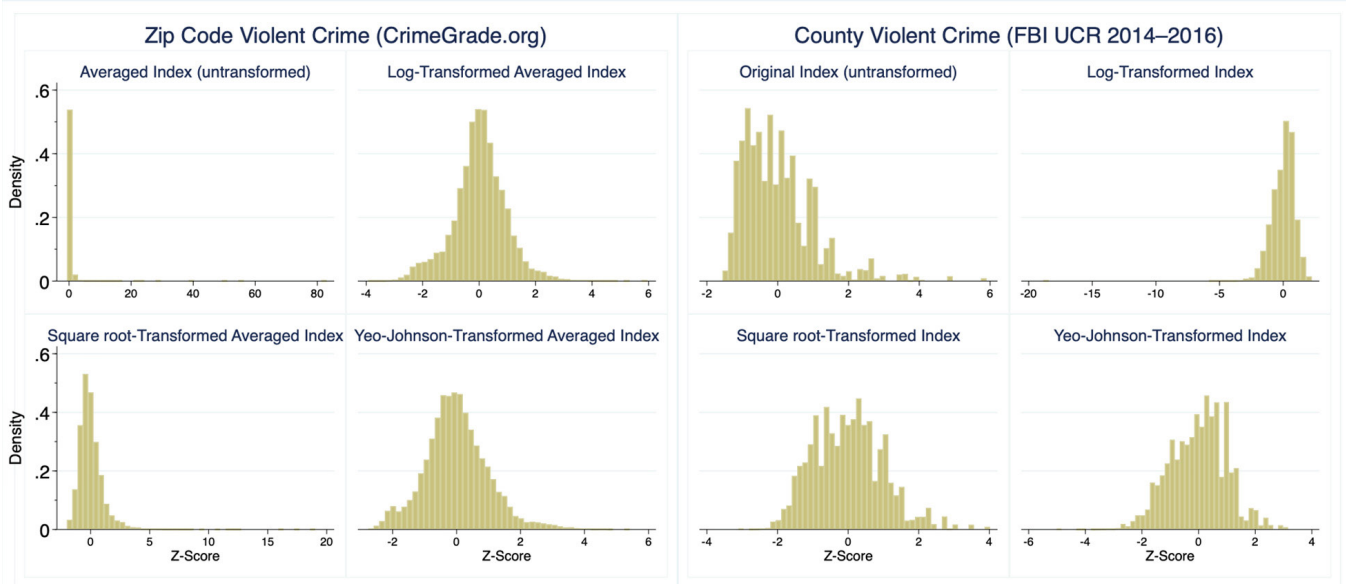 Zip Code Violent Crime (CrimeGrade.org)
Averaged Index (untransformed)
Log-Transformed Averaged Index
Density
.6
.4
.2
0
0 20 40 60 80
-4 -2 0 2 4 6
Square root-Transformed Averaged Index
Yeo-Johnson-Transformed Averaged Index
Density
.6
.4
.2
0
0 5 10 15 20
Z-Score
-2 0 2 4 6
Z-Score
County Violent Crime (FBI UCR 2014–2016)
Original Index (untransformed)
Log-Transformed Index
-2 0 2 4 6
-20 -15 -10 -5 0
Square root-Transformed Index
Yeo-Johnson-Transformed Index
-4 -2 0 2 4
Z-Score
-6 -4 -2 0 2 4
Z-Score